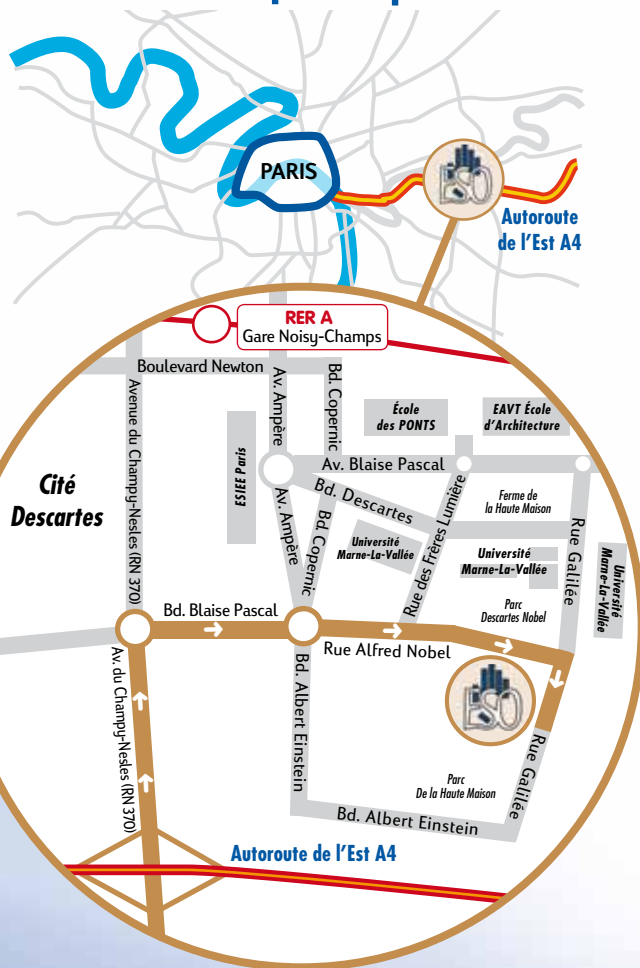 PARIS
ESO
Autoroute
de l'Est A4
RER A
Gare Noisy-Champs
Boulevard Newton
Av. Ampère
Bd. Copernic
Avenue du Champy-Nesles (RN 370)
École
des PONTS
EAVT École
d'Architecture
ESIEE Paris
Av. Blaise Pascal
Cité
Descartes
Bd. Descartes
Av. Ampère
Bd. Copernic
Rue des Frères Lumière
Ferme de
la Haute Maison
Université
Marne-La-Vallée
Université
Marne-La-Vallée
Rue Galilée
Université
Marne-La-Vallée
Parc
Descartes Nobel
Bd. Blaise Pascal
Rue Alfred Nobel
Av. du Champy-Nesles (RN 370)
Bd. Albert Einstein
ESO
Rue Galilée
Parc
De la Haute Maison
Bd. Albert Einstein
Autoroute de l'Est A4